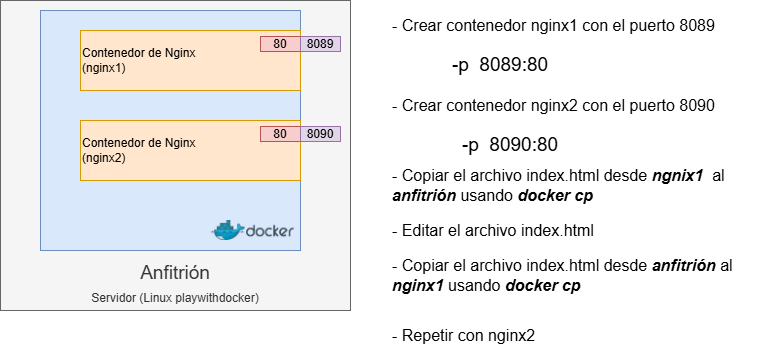 Contenedor de Nginx
(nginx1)
80
8089
Contenedor de Nginx
(nginx2)
80
8090
docker
Anfitrión
Servidor (Linux playwithdocker)
- Crear contenedor nginx1 con el puerto 8089
-p 8089:80
- Crear contenedor nginx2 con el puerto 8090
-p 8090:80
- Copiar el archivo index.html desde ngnix1 al
anfitrión usando docker cp
- Editar el archivo index.html
- Copiar el archivo index.html desde anfitrión al
nginx1 usando docker cp
- Repetir con nginx2